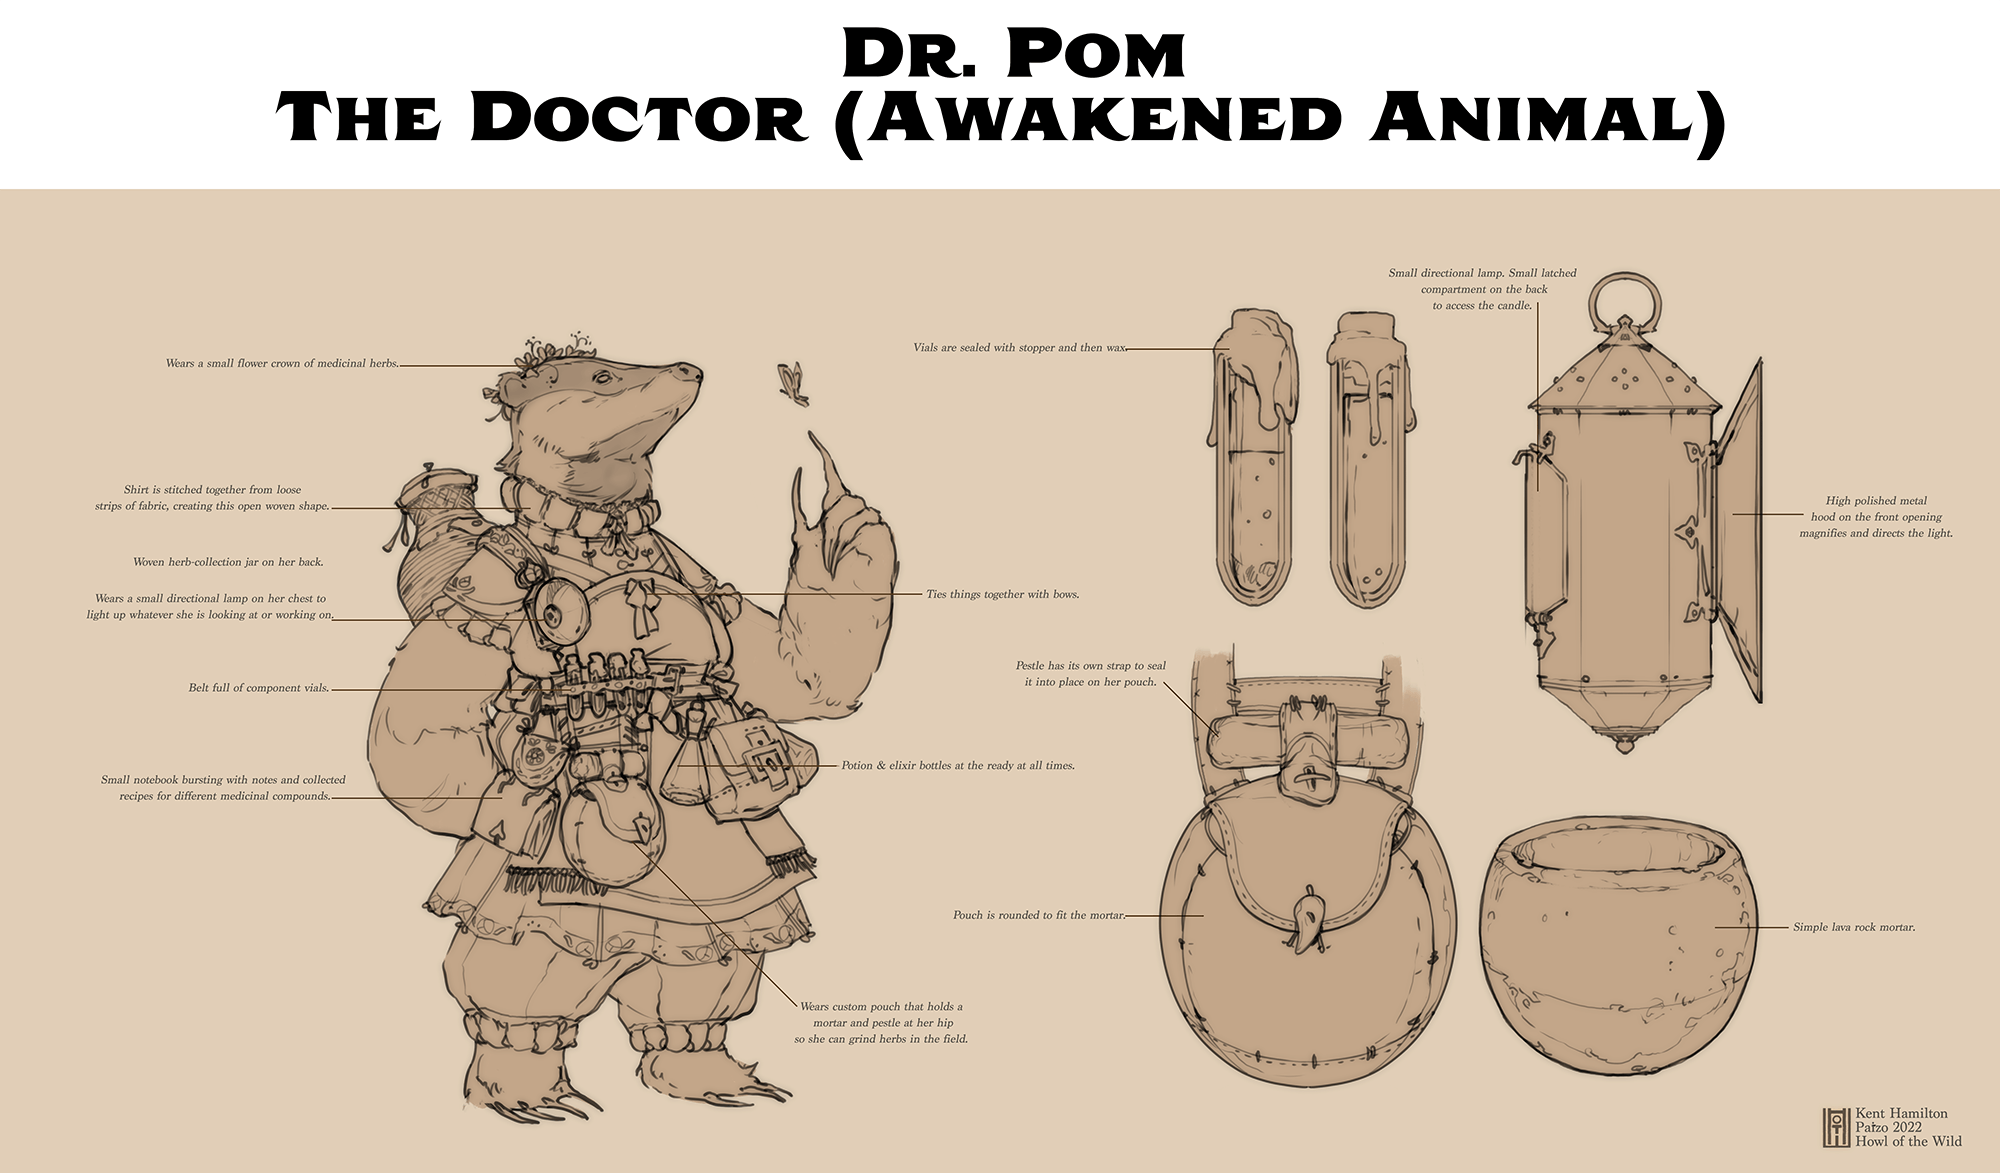 Dr. Pom
The Doctor (Awakened Animal)
Wears a small flower crown of medicinal herbs.
Shirt is stitched together from loose
strips of fabric, creating this open woven shape.
Woven herb-collection jar on her back.
Wears a small directional lamp on her chest to
light up whatever she is looking at or working on.
Belt full of component vials.
Small notebook bursting with notes and collected
recipes for different medicinal compounds.
Ties things together with bows.
Potion & elixir bottles at the ready at all times.
Wears custom pouch that holds a
mortar and pestle at her hip
so she can grind herbs in the field.
Vials are sealed with stopper and then wax.
Small directional lamp. Small latched
compartment on the back
to access the candle.
High polished metal
hood on the front opening
magnifies and directs the light.
Pestle has its own strap to seal
it into place on her pouch.
Pouch is rounded to fit the mortar.
Simple lava rock mortar.
Kent Hamilton
Paizo 2022
Howl of the Wild